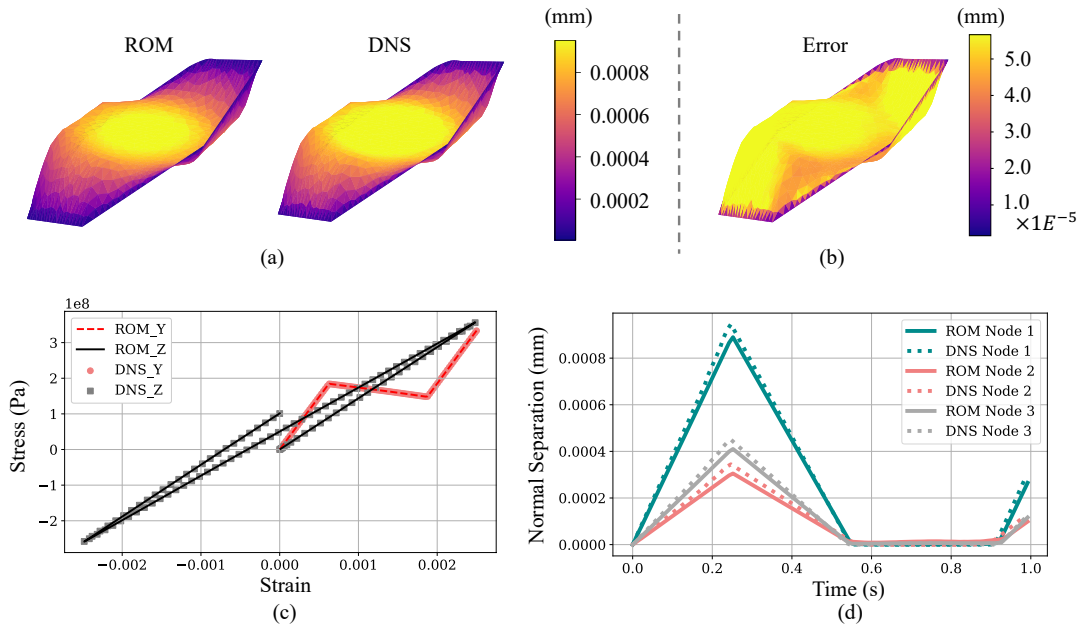 (mm)
ROM
DNS
0.0008
0.0006
0.0004
0.0002
(a)
(mm)
Error
5.0
4.0
3.0
2.0
1.0
×1E⁻⁵
(b)
1e8
3
2
1
0
−1
−2
Stress (Pa)
ROM_Y
ROM_Z
DNS_Y
DNS_Z
−0.002
−0.001
0.000
0.001
0.002
Strain
(c)
Normal Separation (mm)
0.0008
0.0006
0.0004
0.0002
0.0000
ROM Node 1
DNS Node 1
ROM Node 2
DNS Node 2
ROM Node 3
DNS Node 3
0.0
0.2
0.4
0.6
0.8
1.0
Time (s)
(d)